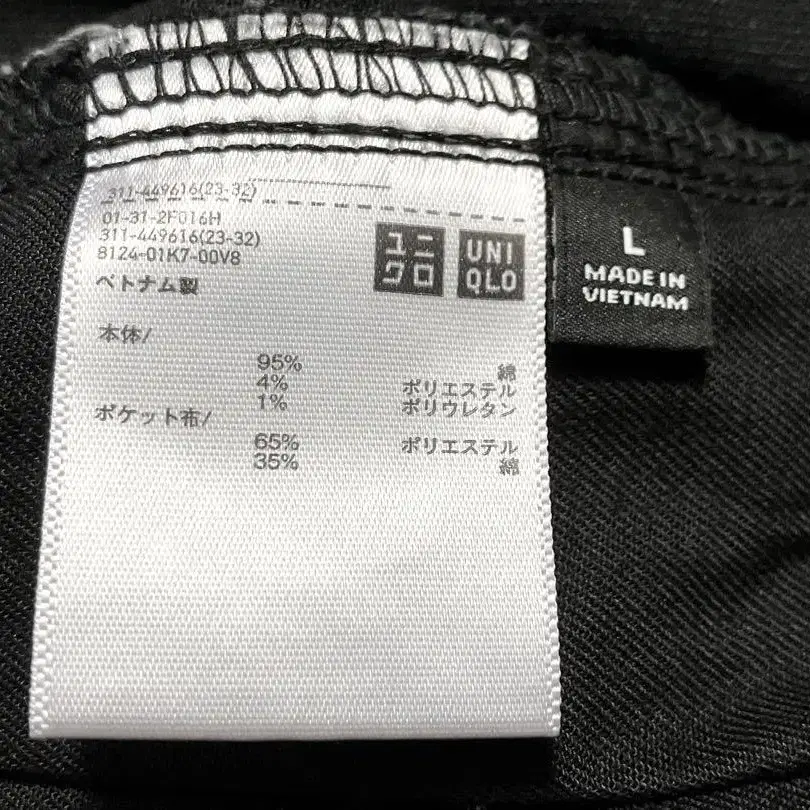 311-449616(23-32)
01-31-2F016H
311-449616(23-32)
8124-01K7-00V8
ベトナム製
ユニ
クロ
UNI
QLO
L
MADE IN
VIETNAM
本体/
95% 綿
4% ポリエステル
1% ポリウレタン
ポケット布/
65% ポリエステル
35% 綿